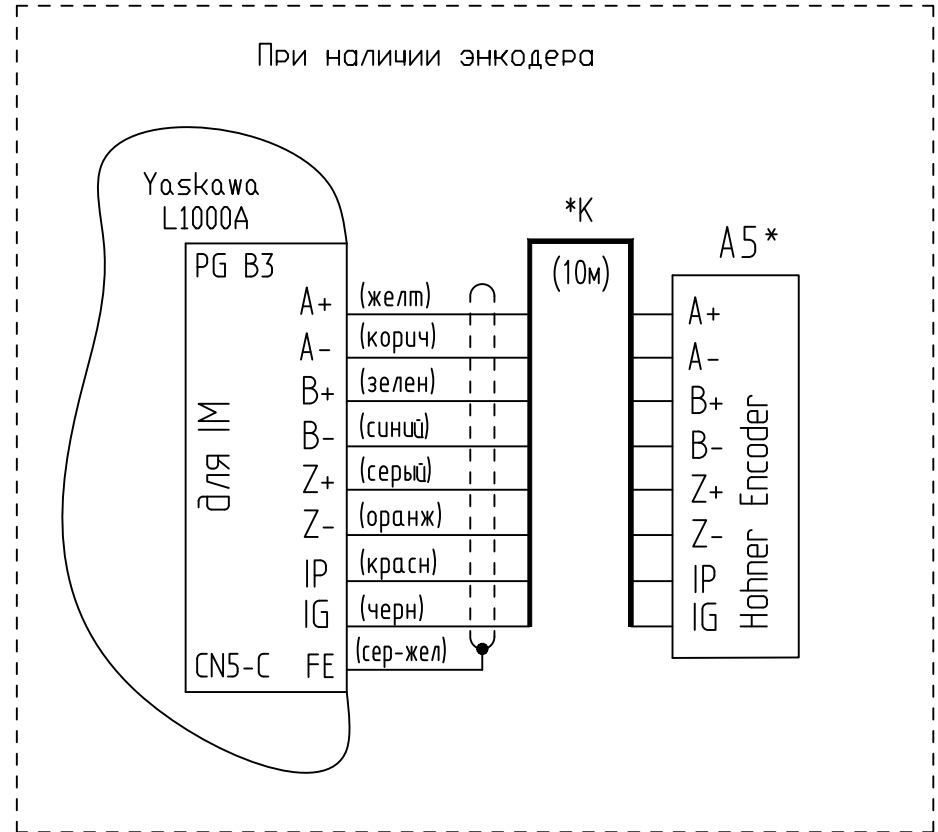 При наличии энкодера
Yaskawa
L1000A
*К
(10м)
A5*
PG B3
для IM
A+ (желт)
A- (корич)
B+ (зелен)
B- (синий)
Z+ (серый)
Z- (оранж)
IP (красн)
IG (черн)
CN5-C FE (сер-жел)
A+
A-
B+
B-
Z+
Z-
IP
IG
Hohner Encoder